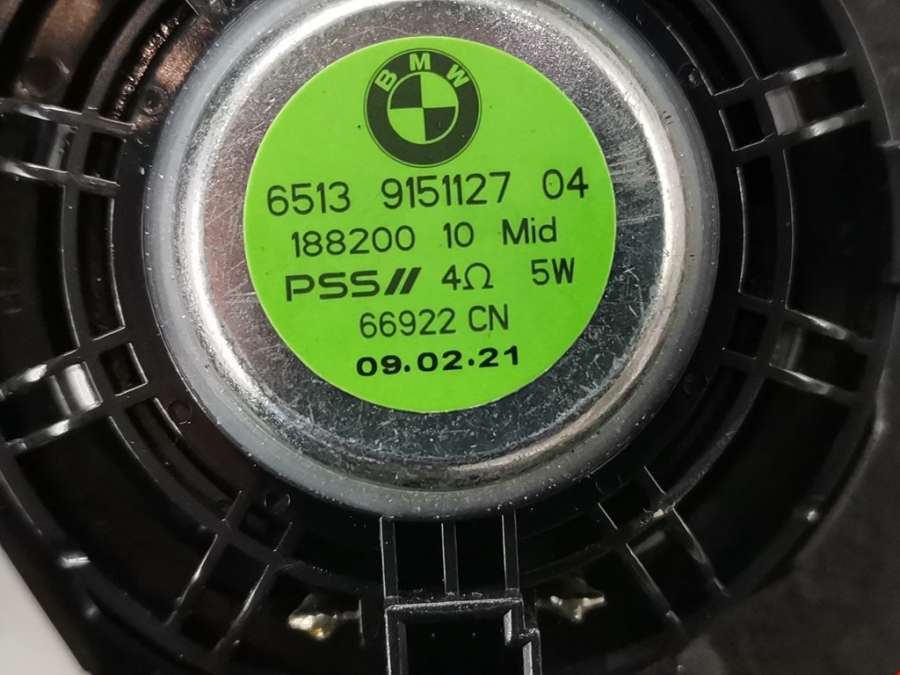 BMW
6513 9151127 04
188200 10 Mid
PSS// 4Ω 5W
66922 CN
09.02.21